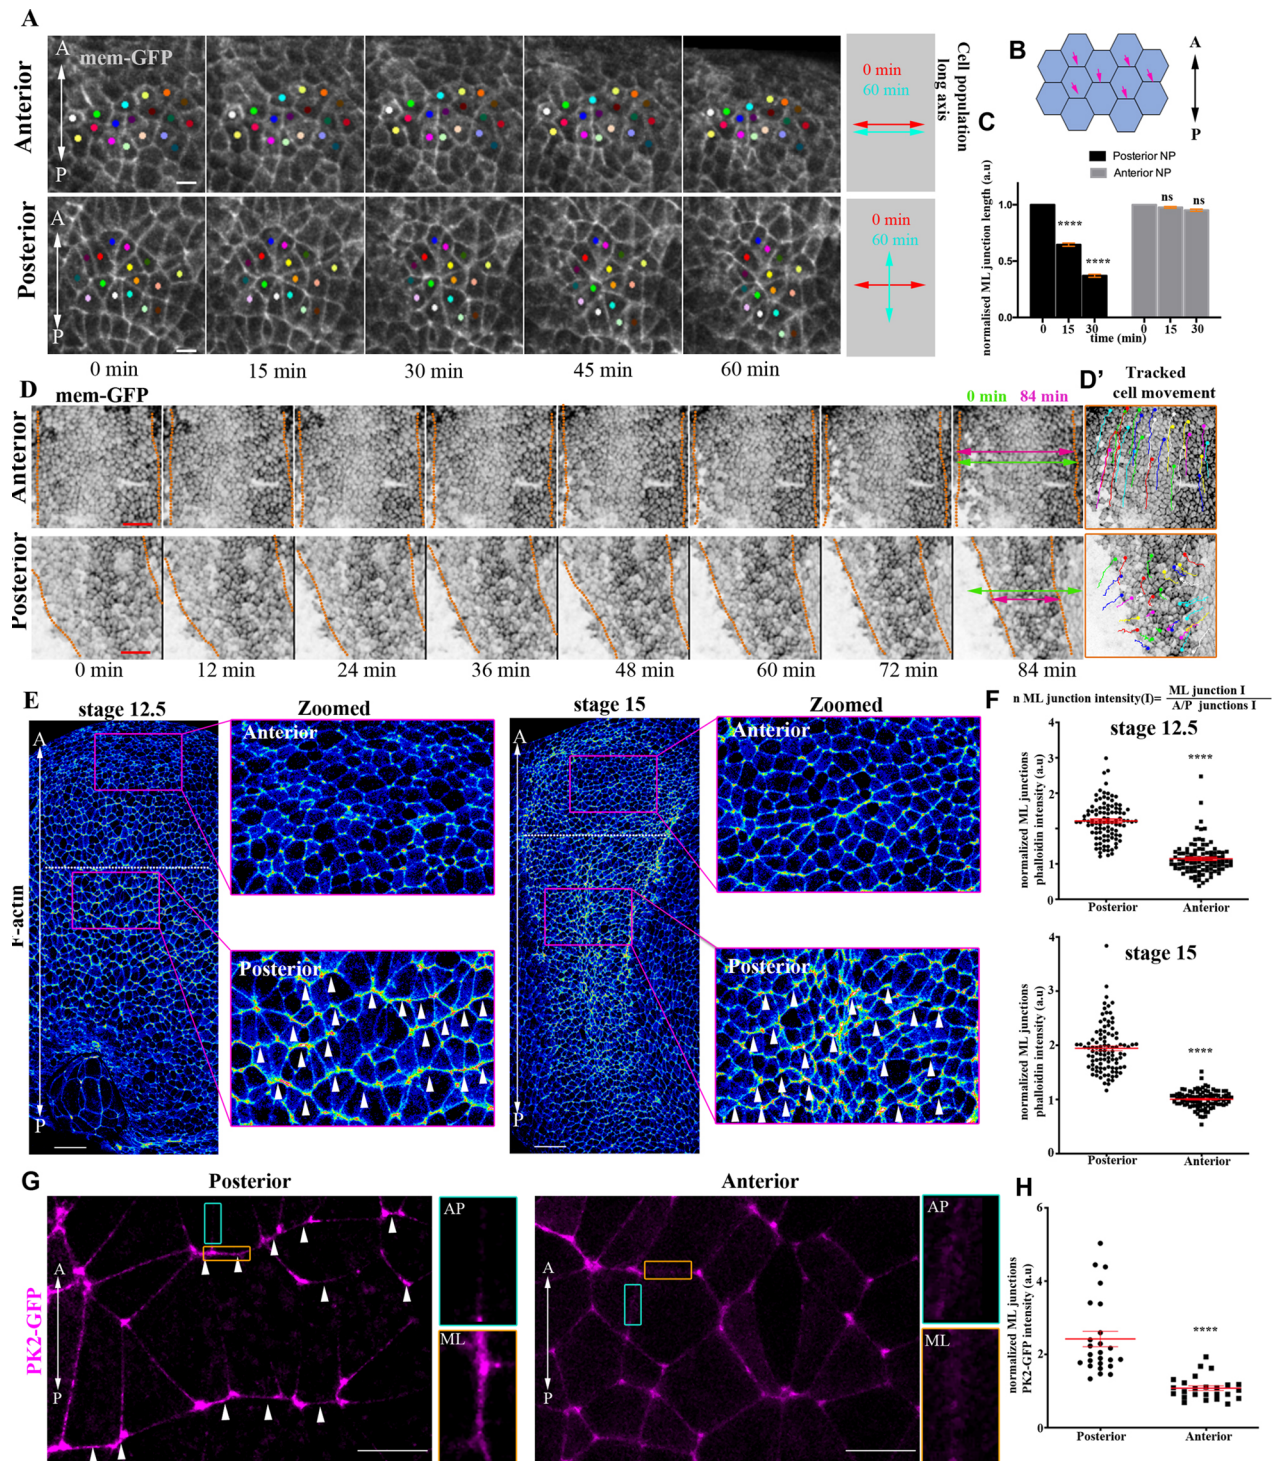 A
mem-GFP
A
P
Anterior
A
P
Posterior
0 min
15 min
30 min
45 min
60 min
0 min
60 min
0 min
60 min
Cell population
long axis
B
A
P
C
Posterior NP
Anterior NP
normalised ML junction length (a.u)
1.0
0.5
0.0
****
****
ns
ns
0
15
30
0
15
30
time (min)
D
mem-GFP
0 min
84 min
Anterior
Posterior
0 min
12 min
24 min
36 min
48 min
60 min
72 min
84 min
D'
Tracked
cell movement
E
stage 12.5
Zoomed
stage 15
Zoomed
F-actin
A
P
Anterior
Posterior
A
P
Anterior
Posterior
F
n ML junction intensity(I)=
ML junction I
A/P junctions I
stage 12.5
normalized ML junctions
phalloidin intensity (a.u)
4
1
1
0
****
Posterior
Anterior
stage 15
normalized ML junctions
phalloidin intensity (a.u)
4
1
2
1
0
****
Posterior
Anterior
G
Posterior
Anterior
PK2-GFP
A
P
AP
ML
A
P
AP
ML
H
normalized ML junctions
PK2-GFP intensity (a.u)
6
4
2
0
****
Posterior
Anterior